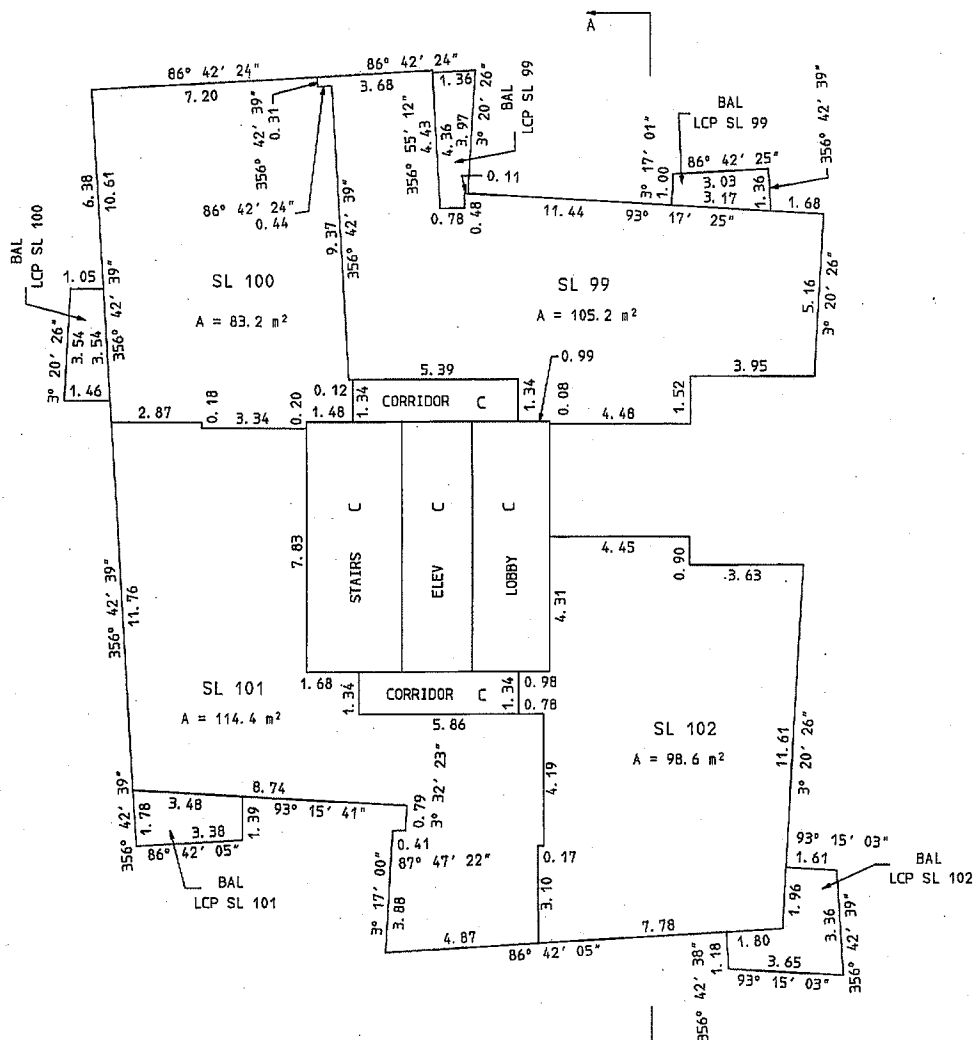 A
86° 42' 24"
7.20
86° 42' 24"
3.68
1.36
3° 20' 26"
BAL
LCP SL 99
356° 42' 39"
0.31
356° 55' 12"
4.43
4.36
3.97
0.11
86° 42' 24"
0.44
0.78
0.48
3° 17' 01"
1.00
BAL
LCP SL 99
86° 42' 25"
3.03
3.17
1.36
356° 42' 39"
11.44
93° 17' 25"
1.68
6.38
10.61
356° 42' 39"
BAL
LCP SL 100
1.05
3° 20' 26"
3.54
3.54
1.46
9.37
356° 42' 39"
SL 100
A = 83.2 m²
SL 99
A = 105.2 m²
5.16
3° 20' 26"
0.99
3.95
5.39
0.12
1.34
CORRIDOR C
1.34
0.08
1.52
2.87
0.18
3.34
0.20
1.48
4.48
7.83
STAIRS C
ELEV C
LOBBY C
4.45
0.90
3.63
4.31
356° 42' 39"
11.76
1.68
1.34
CORRIDOR C
1.34
0.98
0.78
5.86
SL 101
A = 114.4 m²
SL 102
A = 98.6 m²
11.61
3° 20' 26"
4.19
356° 42' 39"
1.78
3.48
8.74
93° 15' 41"
3.38
1.39
86° 42' 05"
BAL
LCP SL 101
0.79
3° 32' 23"
0.41
87° 47' 22"
3° 17' 00"
3.88
0.17
3.10
4.87
86° 42' 05"
7.78
93° 15' 03"
1.61
BAL
LCP SL 102
1.96
3.36
356° 42' 39"
1.80
356° 42' 38"
1.18
3.65
93° 15' 03"